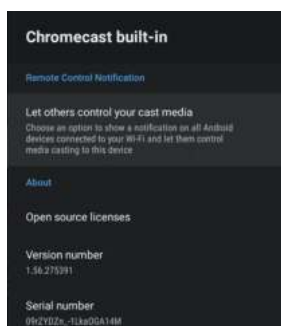 Chromecast built-in
Remote Control Notification
Let others control your cast media
Choose an option to show a notification on all Android
devices connected to your Wi-Fi and let them control
media casting to this device
About
Open source licenses
Version number
1.56.275391
Serial number